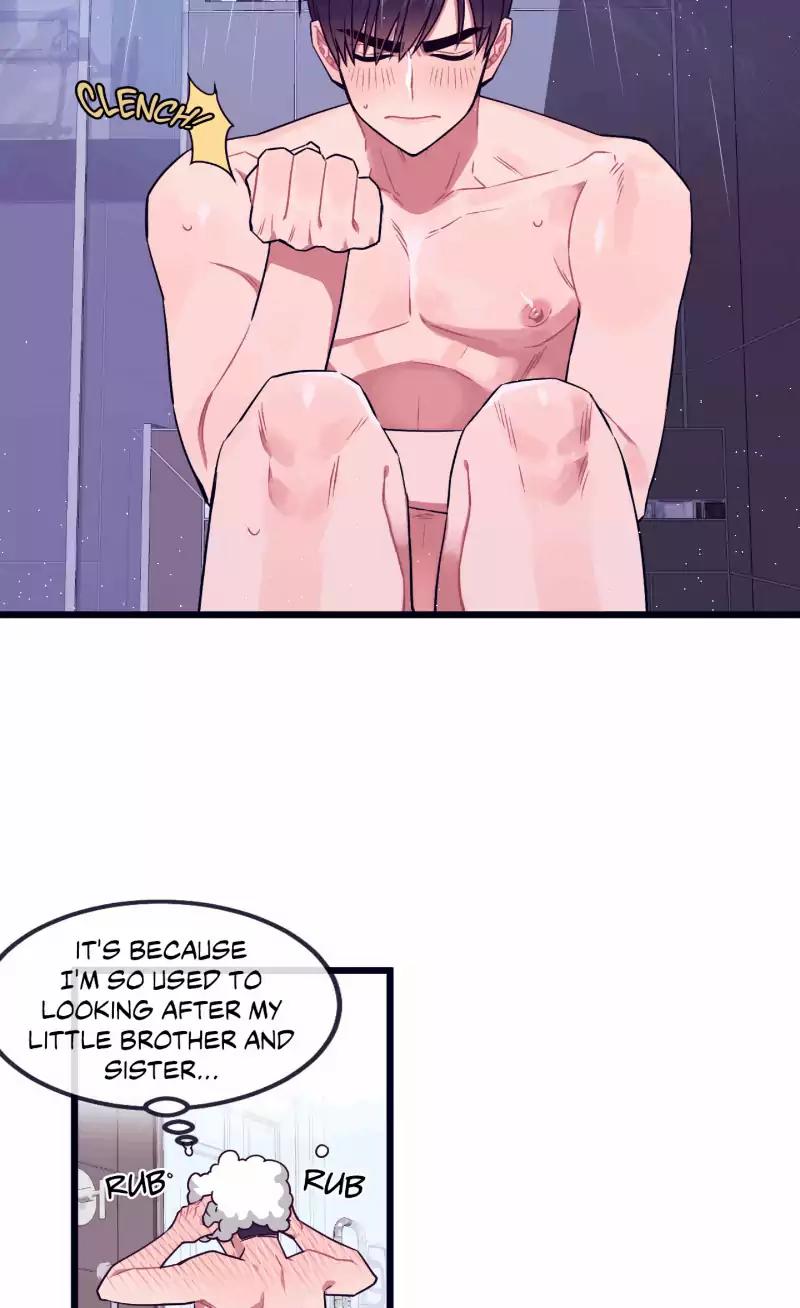 CLENCH!!
IT'S BECAUSE
I'M SO USED TO
LOOKING AFTER MY
LITTLE BROTHER AND
SISTER...
RUB
RUB